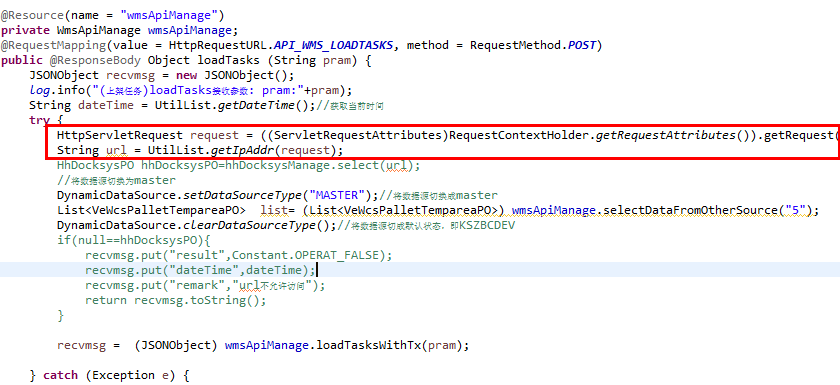 @Resource(name = "wmsApiManage")
private WmsApiManage wmsApiManage;
@RequestMapping(value = HttpRequestURL.API_WMS_LOADTASKS, method = RequestMethod.POST)
public @ResponseBody Object loadTasks (String pram) {
JSONObject recvmsg = new JSONObject();
log.info("(上架任务)loadTasks接收参数: pram:"+pram);
String dateTime = UtilList.getDateTime();//获取当前时间
try {
HttpServletRequest request = ((ServletRequestAttributes)RequestContextHolder.getRequestAttributes()).getRequest(
String url = UtilList.getIpAddr(request);
HhDocksysPO hhDocksysPO=hhDocksysManage.select(url);
//将数据源切换为master
DynamicDataSource.setDataSourceType("MASTER");//将数据源切换成master
List<VeWcsPalletTempareaPO>  list= (List<VeWcsPalletTempareaPO>) wmsApiManage.selectDataFromOtherSource("5");
DynamicDataSource.clearDataSourceType();//将数据源切成默认状态，即KSZBCDEV
if(null==hhDocksysPO){
recvmsg.put("result",Constant.OPERAT_FALSE);
recvmsg.put("dateTime",dateTime);
recvmsg.put("remark","url不允许访问");
return recvmsg.toString();
}
recvmsg =  (JSONObject) wmsApiManage.loadTasksWithTx(pram);
} catch (Exception e) {